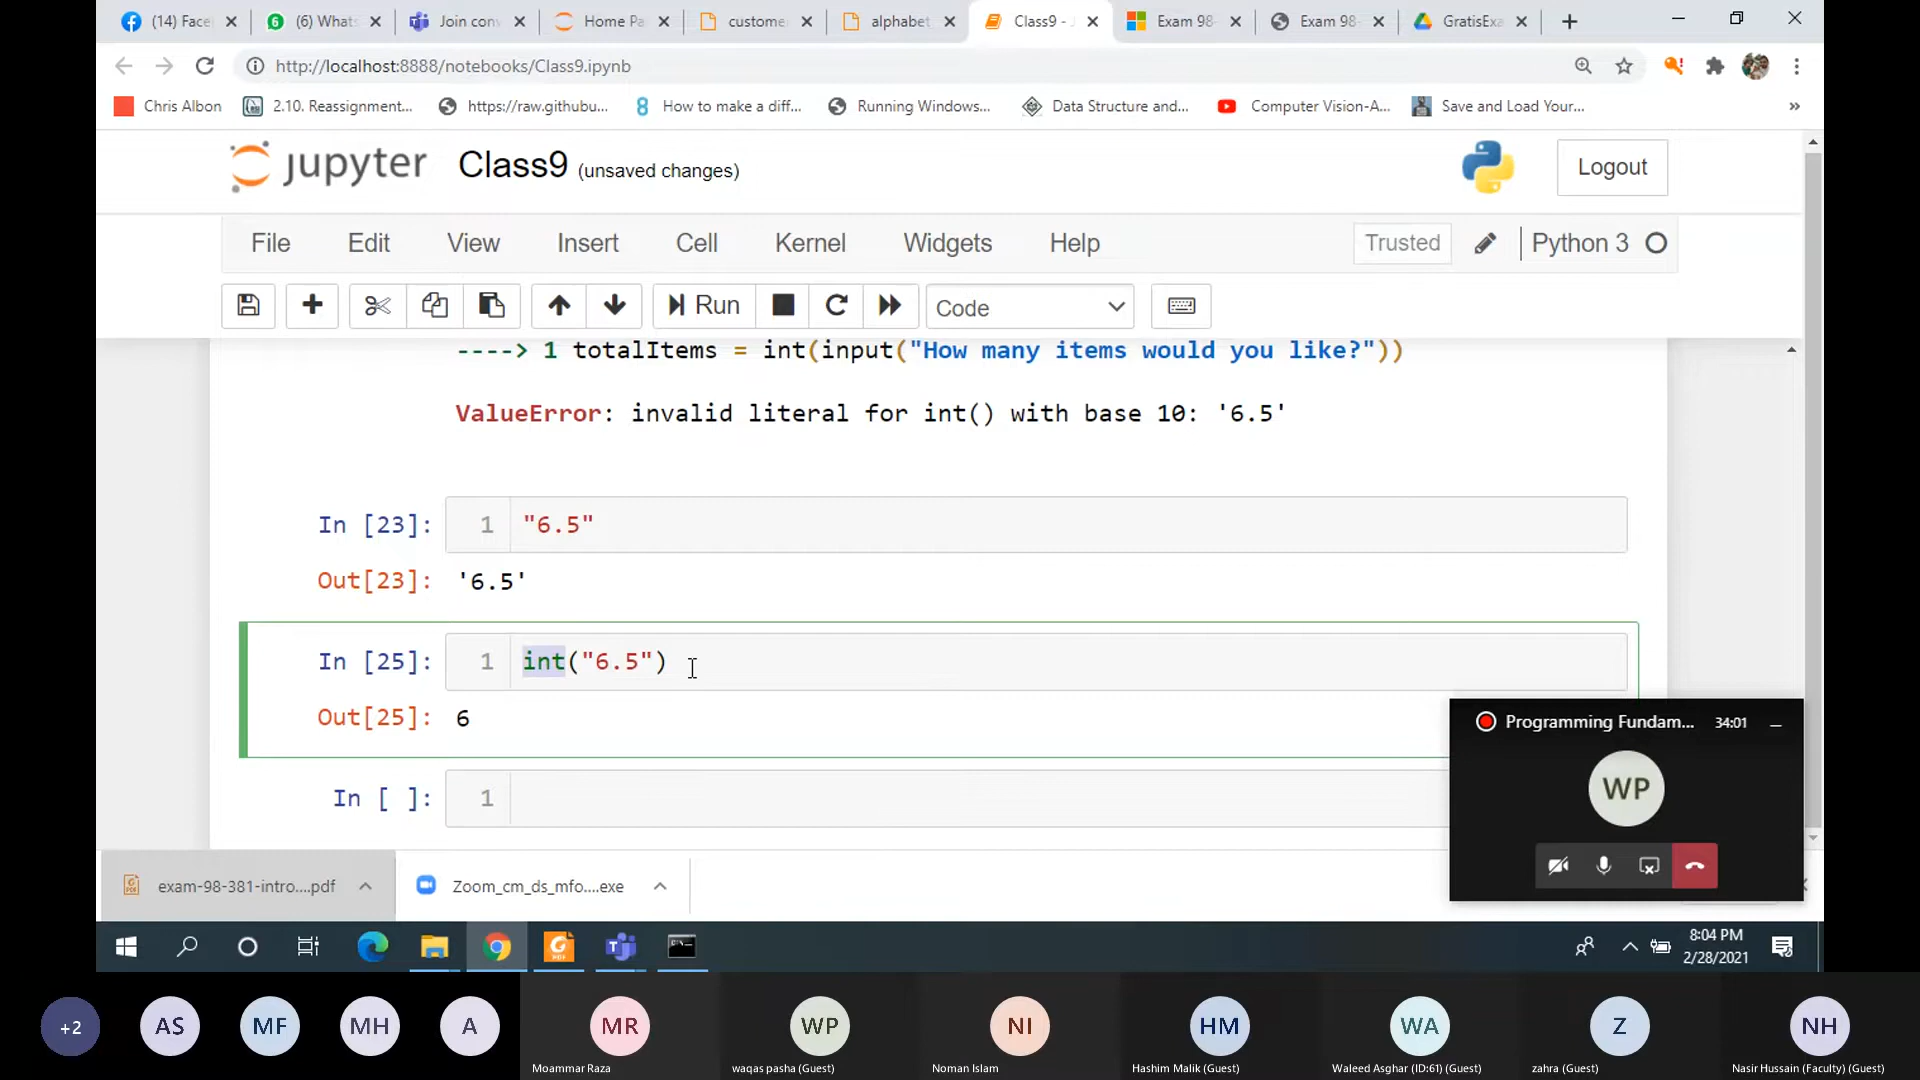 (14) Face
(6) Whats
Join con
Home Pa
custome
alphabet
Class9 -
Exam 98-
Exam 98-
GratisExa
http://localhost:8888/notebooks/Class9.ipynb
Chris Albon
2.10. Reassignment...
https://raw.githubu...
How to make a diff...
Running Windows...
Data Structure and...
Computer Vision-A...
Save and Load Your...
»
jupyter
Class9 (unsaved changes)
Logout
File
Edit
View
Insert
Cell
Kernel
Widgets
Help
Trusted
Python 3
Run
Code
----> 1 totalItems = int(input("How many items would you like?"))
ValueError: invalid literal for int() with base 10: '6.5'
In [23]: 1 "6.5"
Out[23]: '6.5'
In [25]: 1 int("6.5")
Out[25]: 6
In [ ]: 1
Programming Fundam... 34:01
WP
exam-98-381-intro....pdf
Zoom_cm_ds_mfo....exe
8:04 PM
2/28/2021
+2
AS
MF
MH
A
MR
WP
NI
HM
WA
Z
NH
Moammar Raza
waqas pasha (Guest)
Noman Islam
Hashim Malik (Guest)
Waleed Asghar (ID:61) (Guest)
zahra (Guest)
Nasir Hussain (Faculty) (Guest)